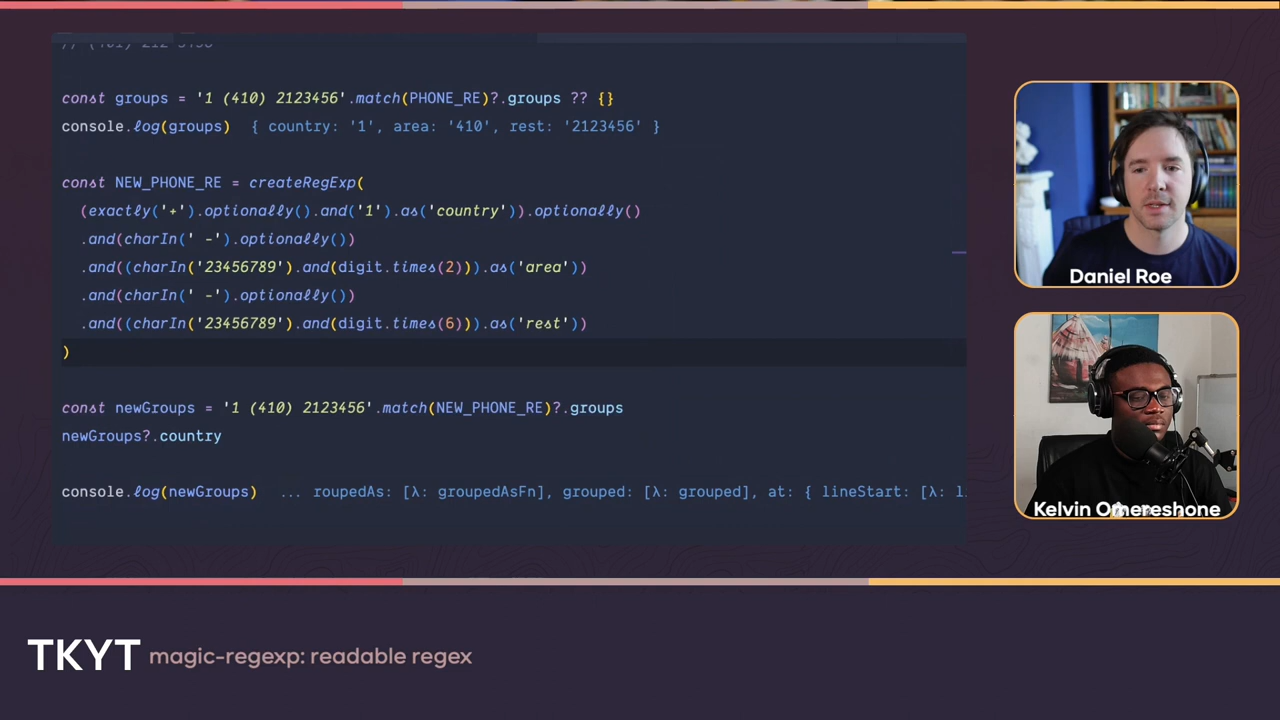 const groups = '1 (410) 2123456'.match(PHONE_RE)?.groups ?? {}
console.log(groups) { country: '1', area: '410', rest: '2123456' }
const NEW_PHONE_RE = createRegExp(
(exactly('+').optionally().and('1').as('country')).optionally()
.and(charIn(' -').optionally())
.and((charIn('23456789').and(digit.times(2))).as('area'))
.and(charIn(' -').optionally())
.and((charIn('23456789').and(digit.times(6))).as('rest'))
)
const newGroups = '1 (410) 2123456'.match(NEW_PHONE_RE)?.groups
newGroups?.country
console.log(newGroups) ... roupedAs: [λ: groupedAsFn], grouped: [λ: grouped], at: { lineStart: [λ: l
Daniel Roe
Kelvin Omereshone
TKYT magic-regexp: readable regex